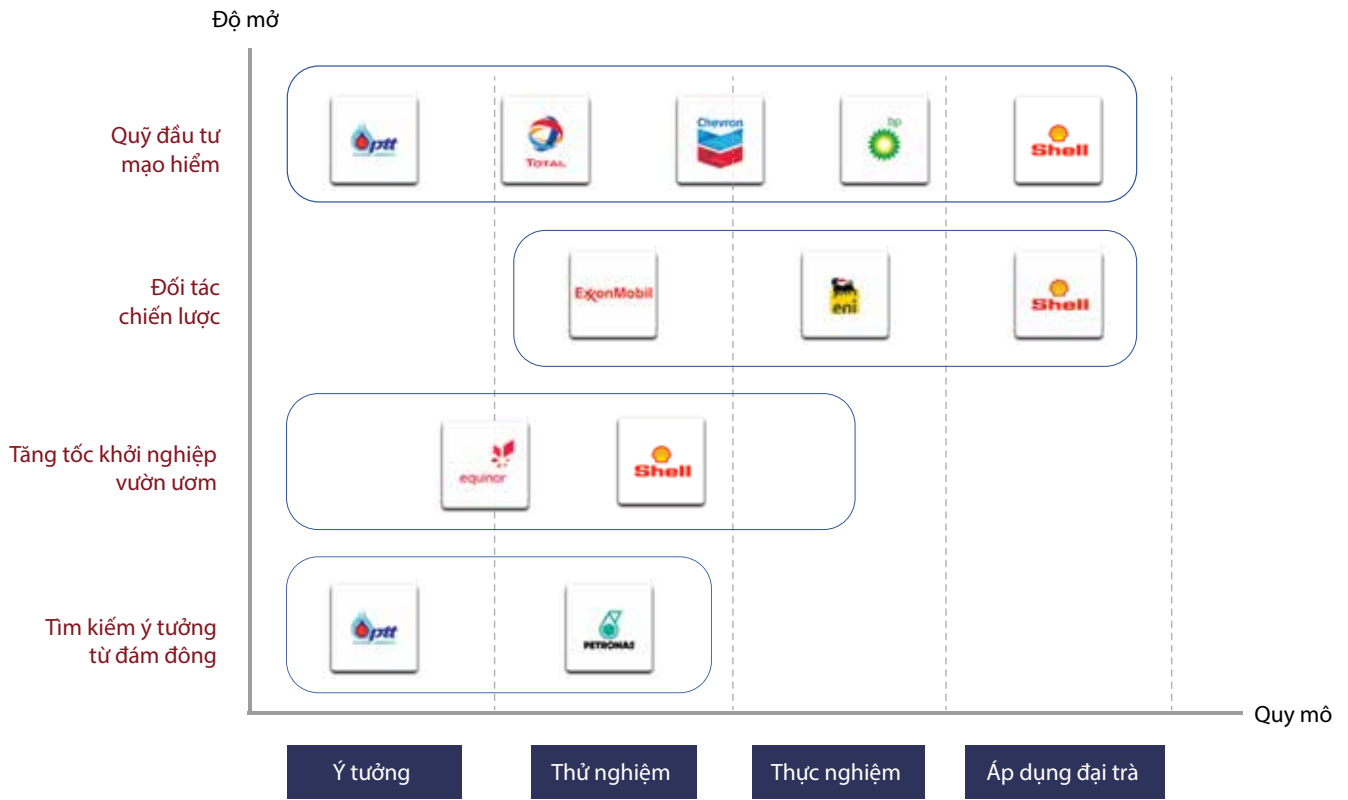 Độ mở
Quỹ đầu tư
mạo hiểm
ptt
TOTAL
Chevron
bp
Shell
Đối tác
chiến lược
ExxonMobil
eni
Shell
Tăng tốc khởi nghiệp
vườn ươm
equinor
Shell
Tìm kiếm ý tưởng
từ đám đông
ptt
PETRONAS
Quy mô
Ý tưởng
Thử nghiệm
Thực nghiệm
Áp dụng đại trà